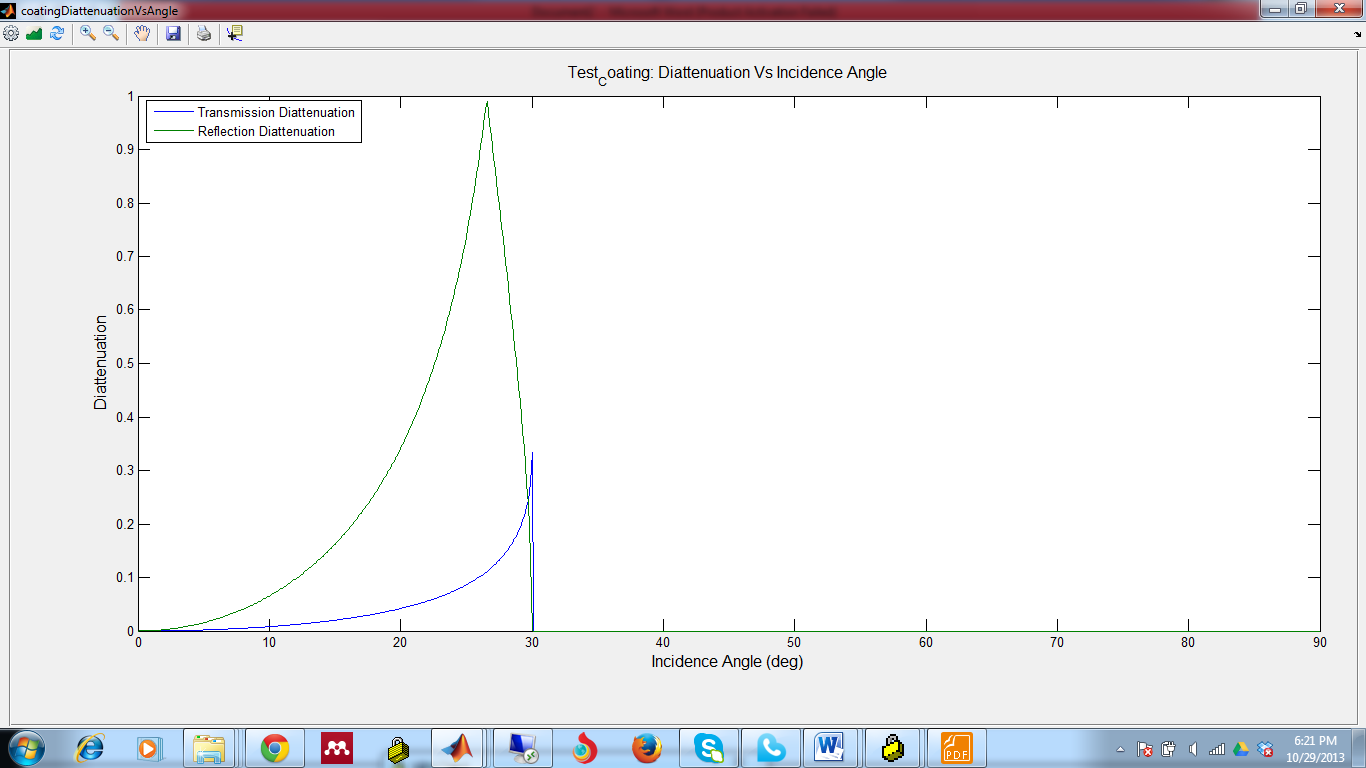 coatingDiattenuationVsAngle
TestCoating: Diattenuation Vs Incidence Angle
Transmission Diattenuation
Reflection Diattenuation
1
0.9
0.8
0.7
0.6
0.5
0.4
0.3
0.2
0.1
0
Diattenuation
0 10 20 30 40 50 60 70 80 90
Incidence Angle (deg)
PDF
6:21 PM
10/29/2013